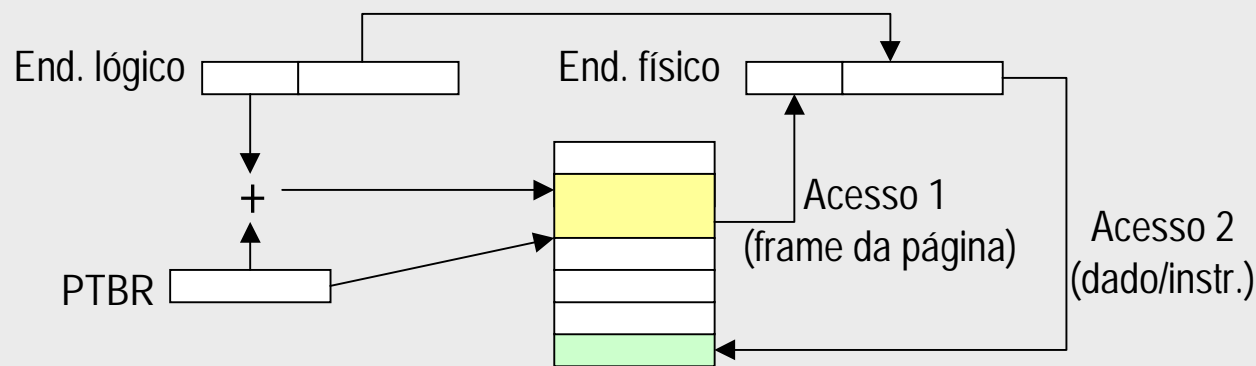 End. lógico
End. físico
+
Acesso 1
(frame da página)
Acesso 2
(dado/instr.)
PTBR